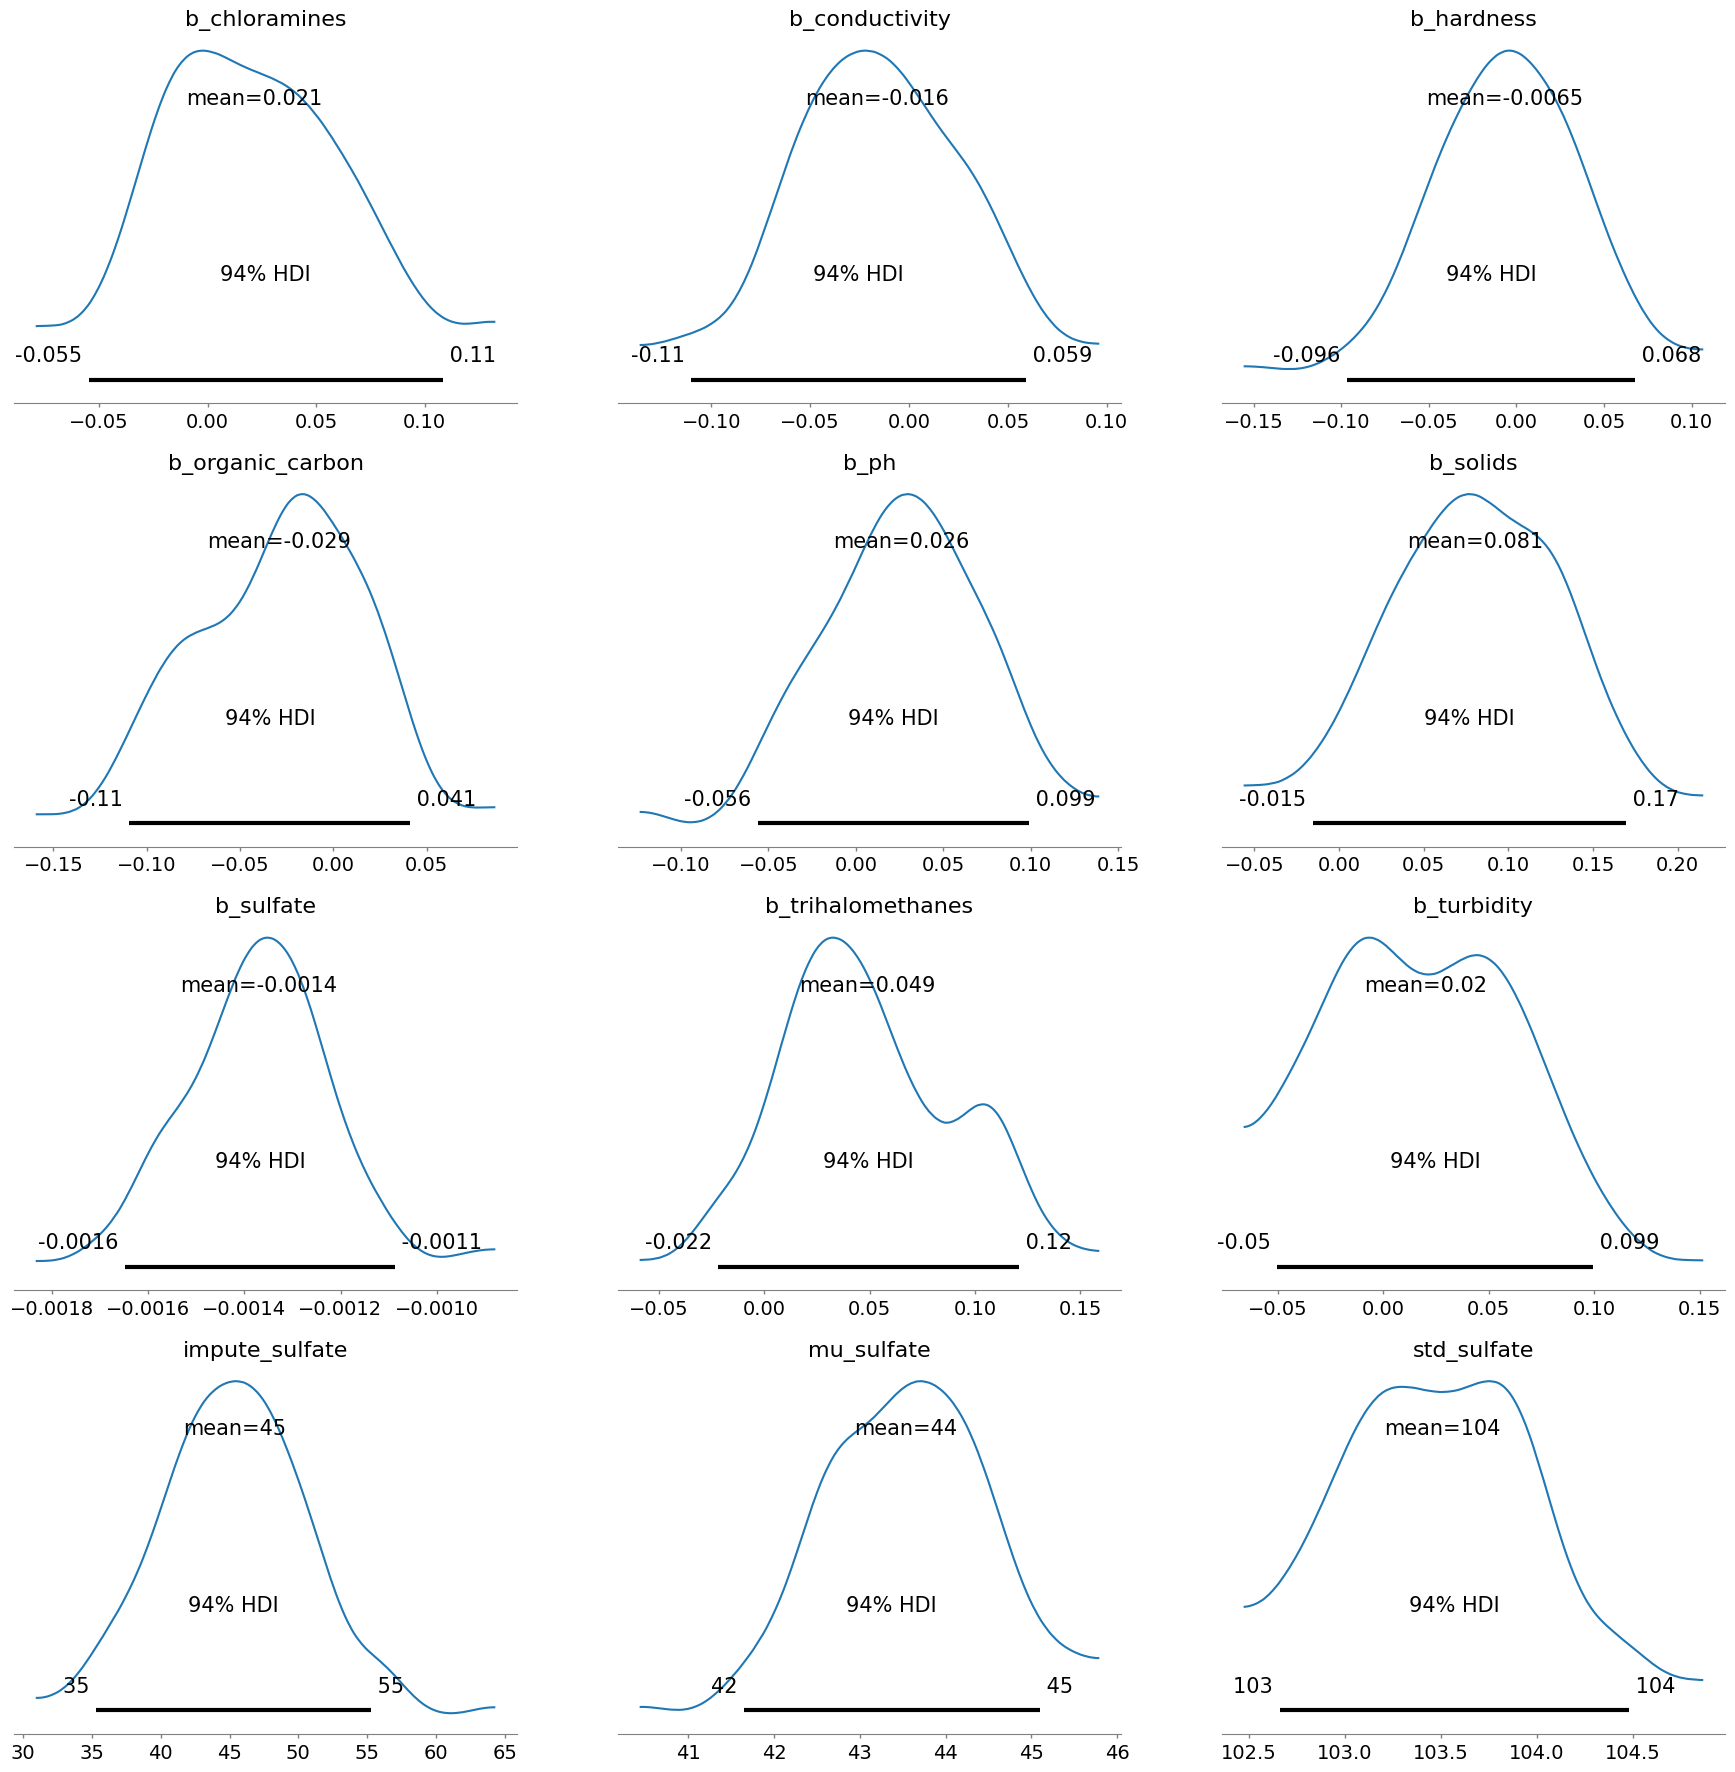 b_chloramines
mean=0.021
94% HDI
-0.055 0.11
−0.05 0.00 0.05 0.10
b_conductivity
mean=-0.016
94% HDI
-0.11 0.059
−0.10 −0.05 0.00 0.05 0.10
b_hardness
mean=-0.0065
94% HDI
-0.096 0.068
−0.15 −0.10 −0.05 0.00 0.05 0.10
b_organic_carbon
mean=-0.029
94% HDI
-0.11 0.041
−0.15 −0.10 −0.05 0.00 0.05
b_ph
mean=0.026
94% HDI
-0.056 0.099
−0.10 −0.05 0.00 0.05 0.10 0.15
b_solids
mean=0.081
94% HDI
-0.015 0.17
−0.05 0.00 0.05 0.10 0.15 0.20
b_sulfate
mean=-0.0014
94% HDI
-0.0016 -0.0011
−0.0018 −0.0016 −0.0014 −0.0012 −0.0010
b_trihalomethanes
mean=0.049
94% HDI
-0.022 0.12
−0.05 0.00 0.05 0.10 0.15
b_turbidity
mean=0.02
94% HDI
-0.05 0.099
−0.05 0.00 0.05 0.10 0.15
impute_sulfate
mean=45
94% HDI
35 55
30 35 40 45 50 55 60 65
mu_sulfate
mean=44
94% HDI
42 45
41 42 43 44 45 46
std_sulfate
mean=104
94% HDI
103 104
102.5 103.0 103.5 104.0 104.5